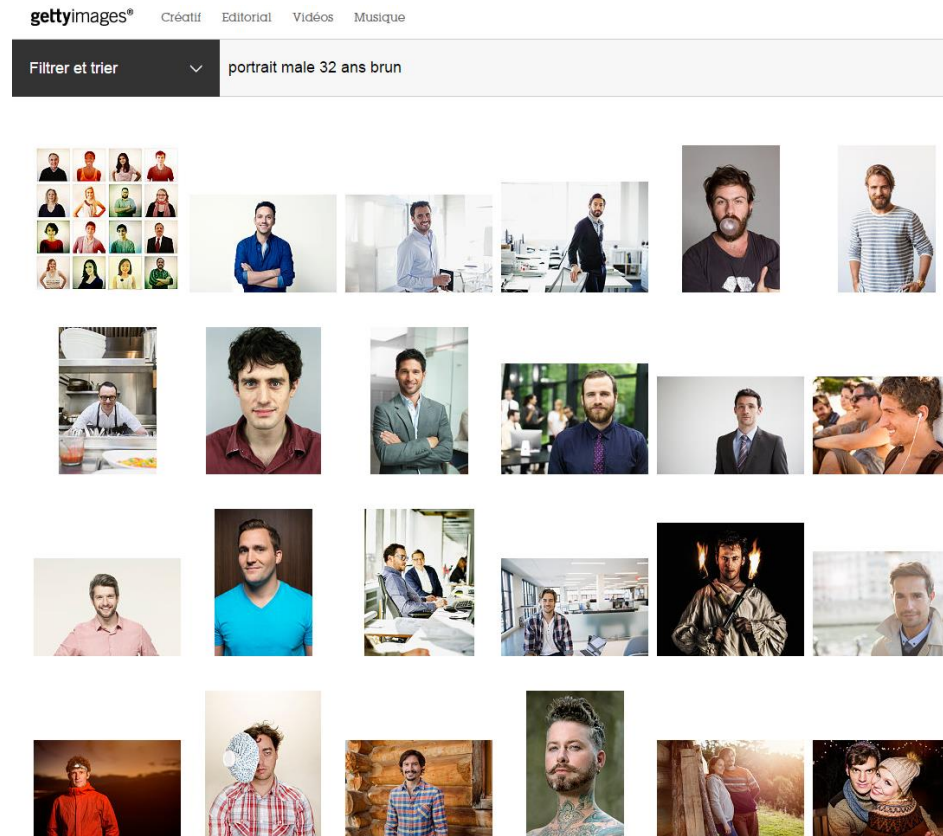 gettyimages® Créatif Editorial Vidéos Musique
Filtrer et trier portrait male 32 ans brun